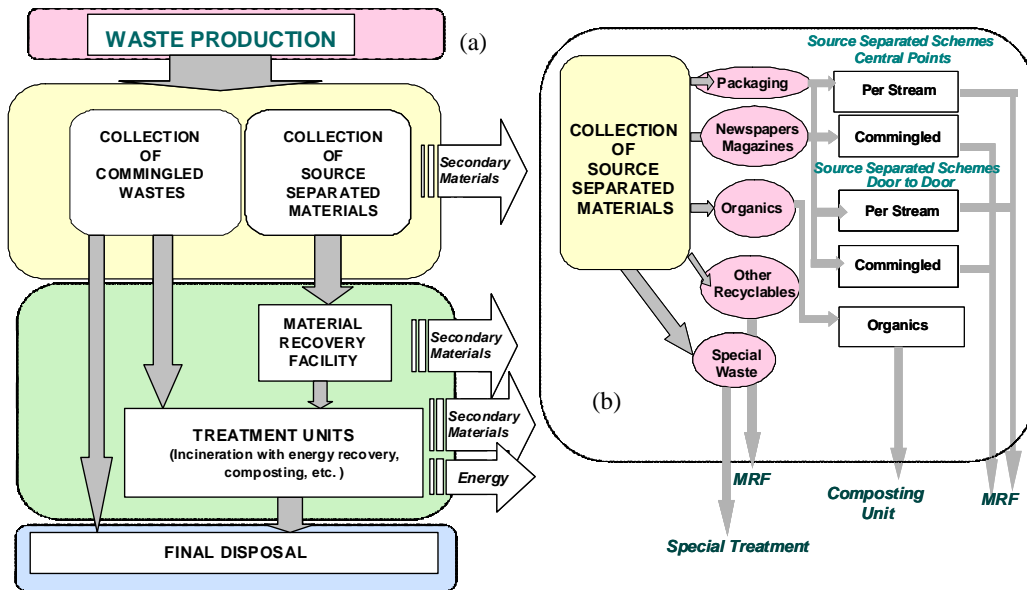 WASTE PRODUCTION
(a)
COLLECTION
OF
COMMINGLED
WASTES
COLLECTION
OF
SOURCE
SEPARATED
MATERIALS
Secondary
Materials
MATERIAL
RECOVERY
FACILITY
Secondary
Materials
TREATMENT UNITS
(Incineration with energy recovery,
composting, etc. )
Secondary
Materials
Energy
FINAL DISPOSAL
Source Separated Schemes
Central Points
COLLECTION
OF
SOURCE
SEPARATED
MATERIALS
Packaging
Newspapers
Magazines
Organics
Other
Recyclables
Special
Waste
Per Stream
Commingled
Source Separated Schemes
Door to Door
Per Stream
Commingled
Organics
(b)
MRF
Composting
Unit
MRF
Special Treatment